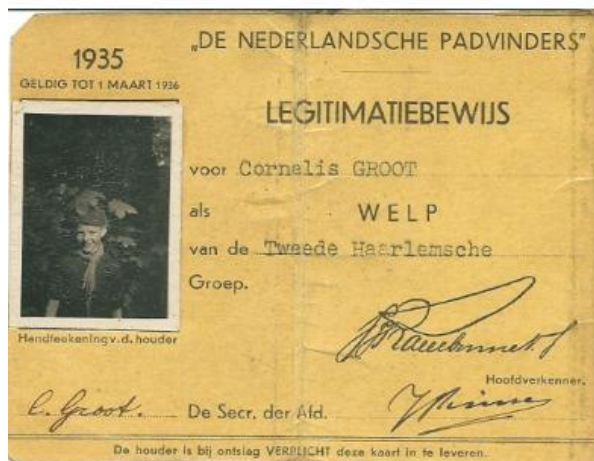 1935
GELDIG TOT 1 MAART 1936
„DE NEDERLANDSCHE PADVINDERS"
LEGITIMATIEBEWIJS
voor Cornelis GROOT
als WELP
van de Tweede Haarlemsche
Groep.
Handteekening v.d. houder
Hoofdverkenner.
C. Groot. De Secr. der Afd.
De houder is bij ontslag VERPLICHT deze kaart in te leveren.